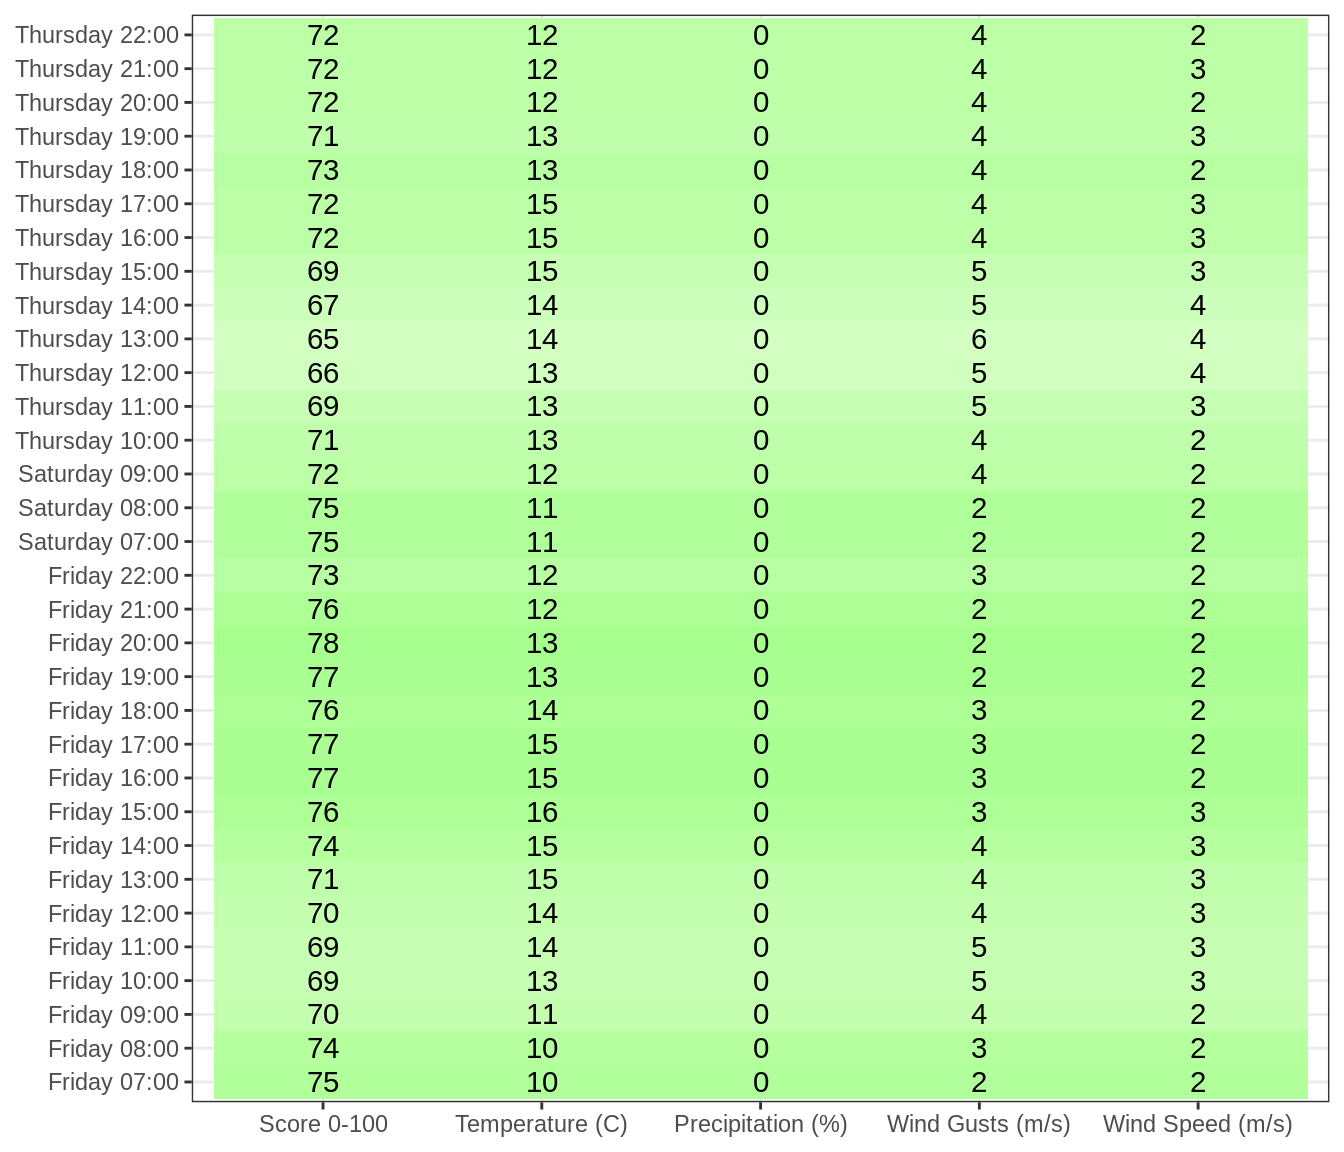 Thursday 22:00 72 12 0 4 2
Thursday 21:00 72 12 0 4 3
Thursday 20:00 72 12 0 4 2
Thursday 19:00 71 13 0 4 3
Thursday 18:00 73 13 0 4 2
Thursday 17:00 72 15 0 4 3
Thursday 16:00 72 15 0 4 3
Thursday 15:00 69 15 0 5 3
Thursday 14:00 67 14 0 5 4
Thursday 13:00 65 14 0 6 4
Thursday 12:00 66 13 0 5 4
Thursday 11:00 69 13 0 5 3
Thursday 10:00 71 13 0 4 2
Saturday 09:00 72 12 0 4 2
Saturday 08:00 75 11 0 2 2
Saturday 07:00 75 11 0 2 2
Friday 22:00 73 12 0 3 2
Friday 21:00 76 12 0 2 2
Friday 20:00 78 13 0 2 2
Friday 19:00 77 13 0 2 2
Friday 18:00 76 14 0 3 2
Friday 17:00 77 15 0 3 2
Friday 16:00 77 15 0 3 2
Friday 15:00 76 16 0 3 3
Friday 14:00 74 15 0 4 3
Friday 13:00 71 15 0 4 3
Friday 12:00 70 14 0 4 3
Friday 11:00 69 14 0 5 3
Friday 10:00 69 13 0 5 3
Friday 09:00 70 11 0 4 2
Friday 08:00 74 10 0 3 2
Friday 07:00 75 10 0 2 2
Score 0-100 Temperature (C) Precipitation (%) Wind Gusts (m/s) Wind Speed (m/s)